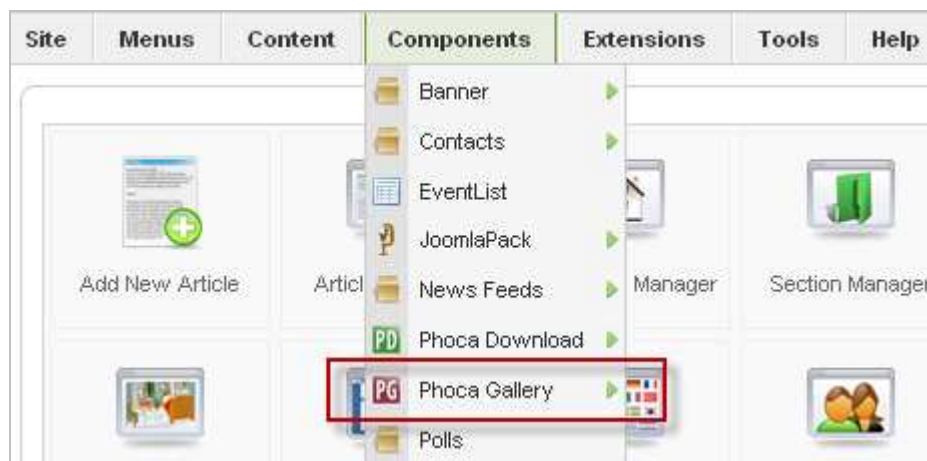 Site Menus Content Components Extensions Tools Help
Banner
Contacts
EventList
JoomlaPack
News Feeds
PD Phoca Download
PG Phoca Gallery
Polls
Add New Article Articl Manager Section Manager